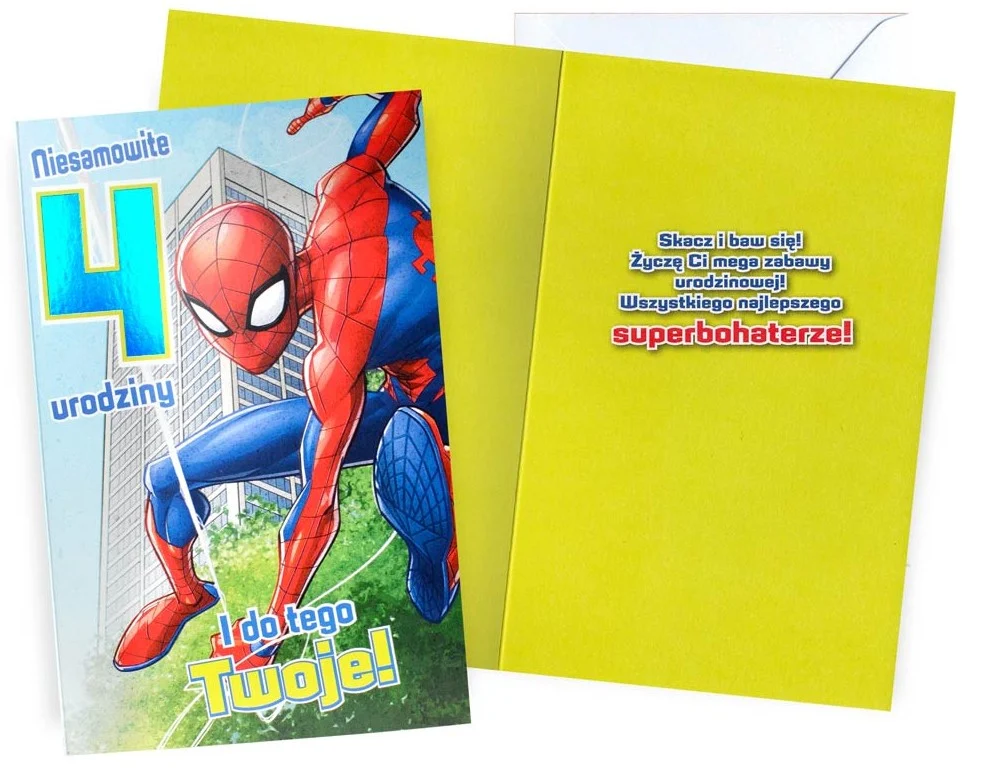 Niesamowite
4
urodziny
I do tego
Twoje!
Skacz i baw się!
Życzę Ci mega zabawy
urodzinowej!
Wszystkiego najlepszego
superbohaterze!